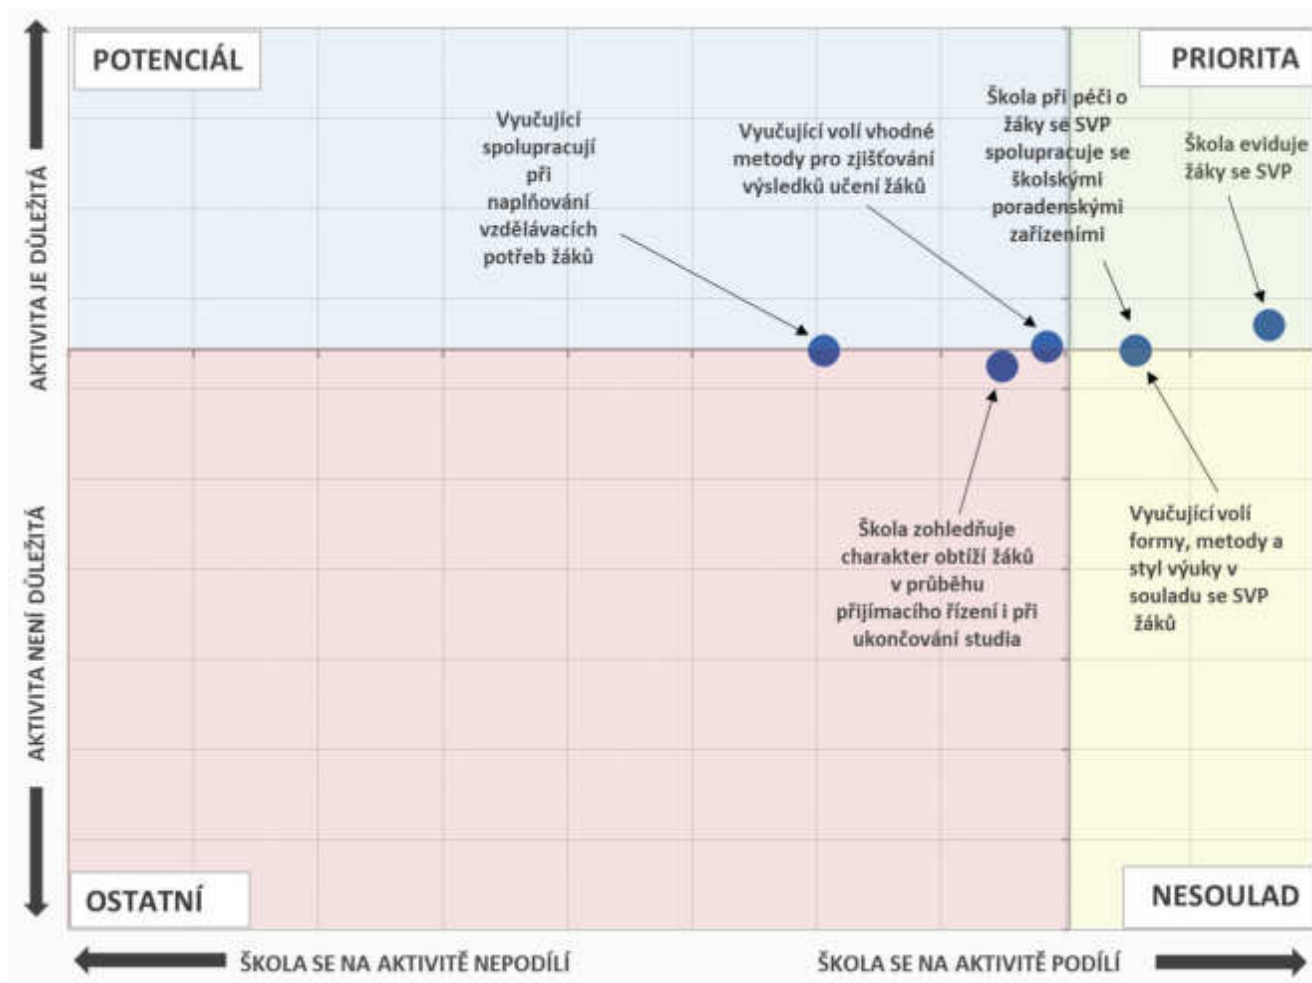 POTENCIÁL
PRIORITA
Vyučující
spolupracují
při
naplňování
vzdělávacích
potřeb žáků
Vyučující volí vhodné
metody pro zjišťování
výsledků učení žáků
Škola při péči o
žáky se SVP
spolupracuje se
školskými
poradenskými
zařízeními
Škola eviduje
žáky se SVP
AKTIVITA JE DŮLEŽITÁ
AKTIVITA NENÍ DŮLEŽITÁ
Škola zohledňuje
charakter obtíží žáků
v průběhu
přijímacího řízení i při
ukončování studia
Vyučující volí
formy, metody a
styl výuky v
souladu se SVP
žáků
OSTATNÍ
NESOULAD
ŠKOLA SE NA AKTIVITĚ NEPODÍLÍ
ŠKOLA SE NA AKTIVITĚ PODÍLÍ